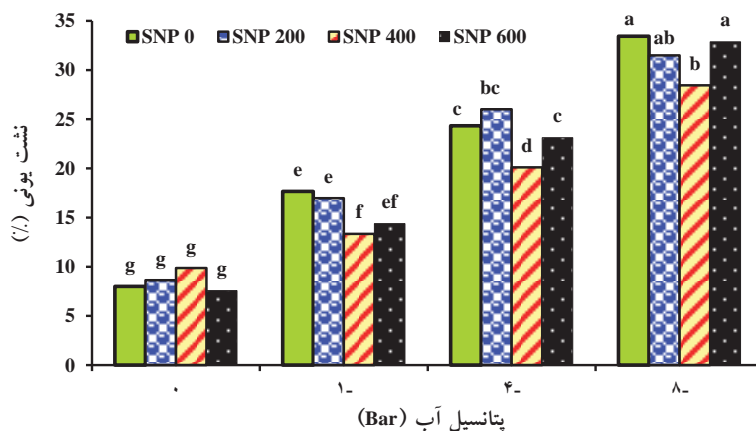 SNP 0 SNP 200 SNP 400 SNP 600
نشت یونی (٪)
35
30
25
20
15
10
5
0
g g g g
e e f ef
c bc d c
a ab b a
۰ -۱ -۴ -۸
پتانسیل آب (Bar)